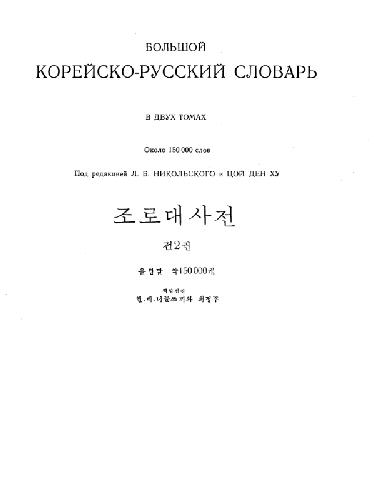 БОЛЬШОЙ
КОРЕЙСКО-РУССКИЙ СЛОВАРЬ
В ДВУХ ТОМАХ
Около 150 000 слов
Под редакцией Л. Б. НИКОЛЬСКОГО и ЦОЙ ДЕН ХУ
조로대사전
전2권
올림말 약150000개
책임편집
엘.베.니꼴쓰끼와 최정후